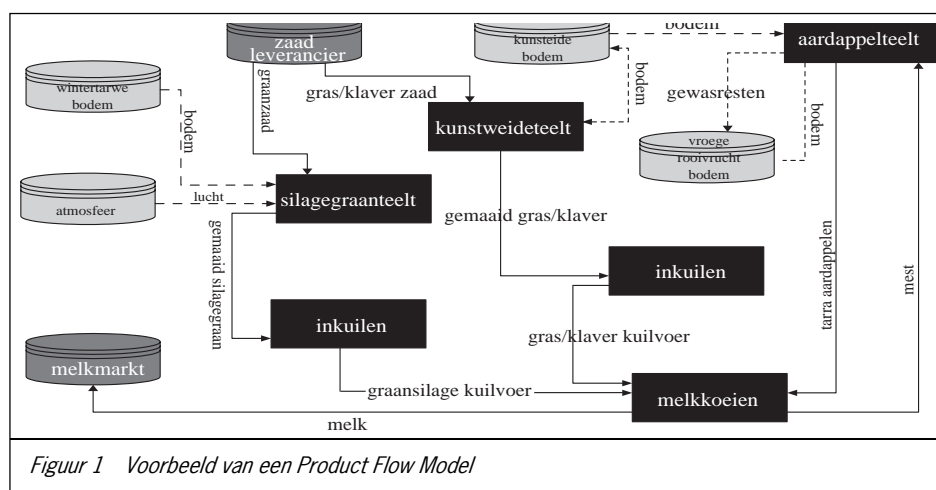 bodem
zaad
leverancier
kunsteide
bodem
aardappelteelt
wintertarwe
bodem
graanzaad
gras/klaver zaad
bodem
gewasresten
kunstweideteelt
bodem
vroege
rooivrucht
bodem
bodem
lucht
atmosfeer
silagegraanteelt
gemaaid gras/klaver
gemaaid silagegraan
inkuilen
tarra aardappelen
mest
inkuilen
gras/klaver kuilvoer
melkmarkt
graansilage kuilvoer
melkkoeien
melk
Figuur 1 Voorbeeld van een Product Flow Model